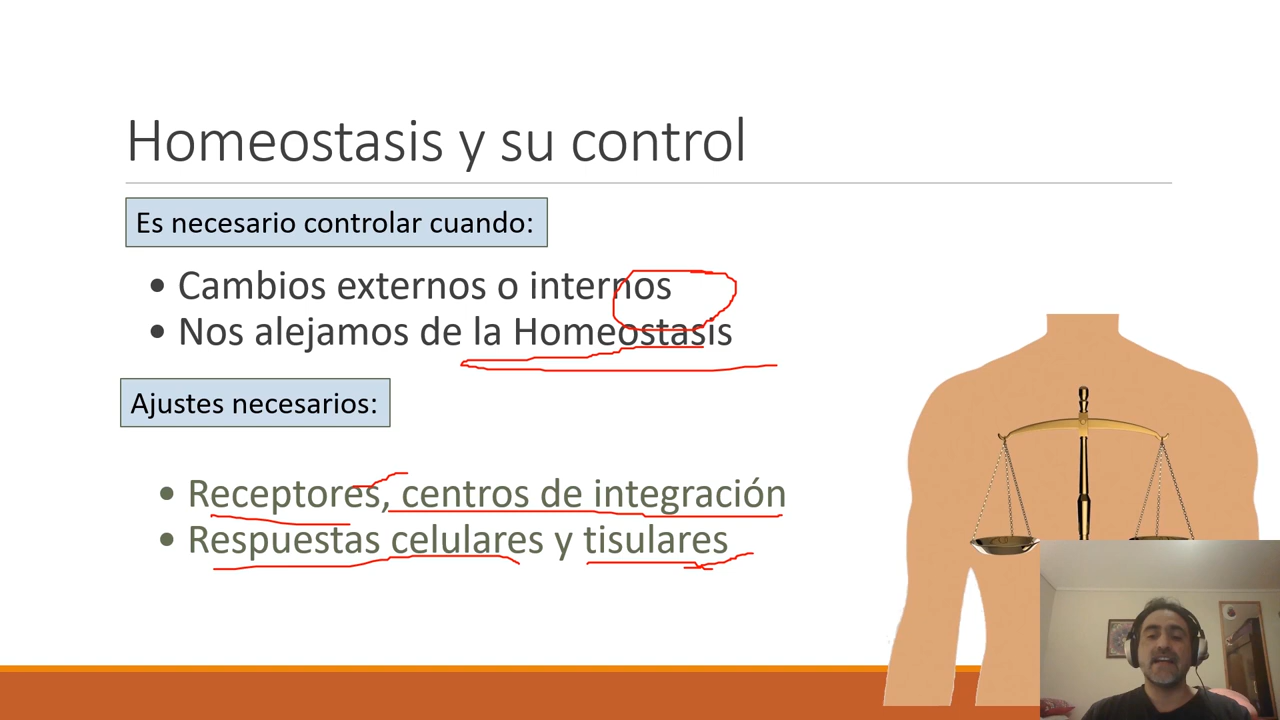 Homeostasis y su control
Es necesario controlar cuando:
• Cambios externos o internos
• Nos alejamos de la Homeostasis
Ajustes necesarios:
• Receptores, centros de integración
• Respuestas celulares y tisulares